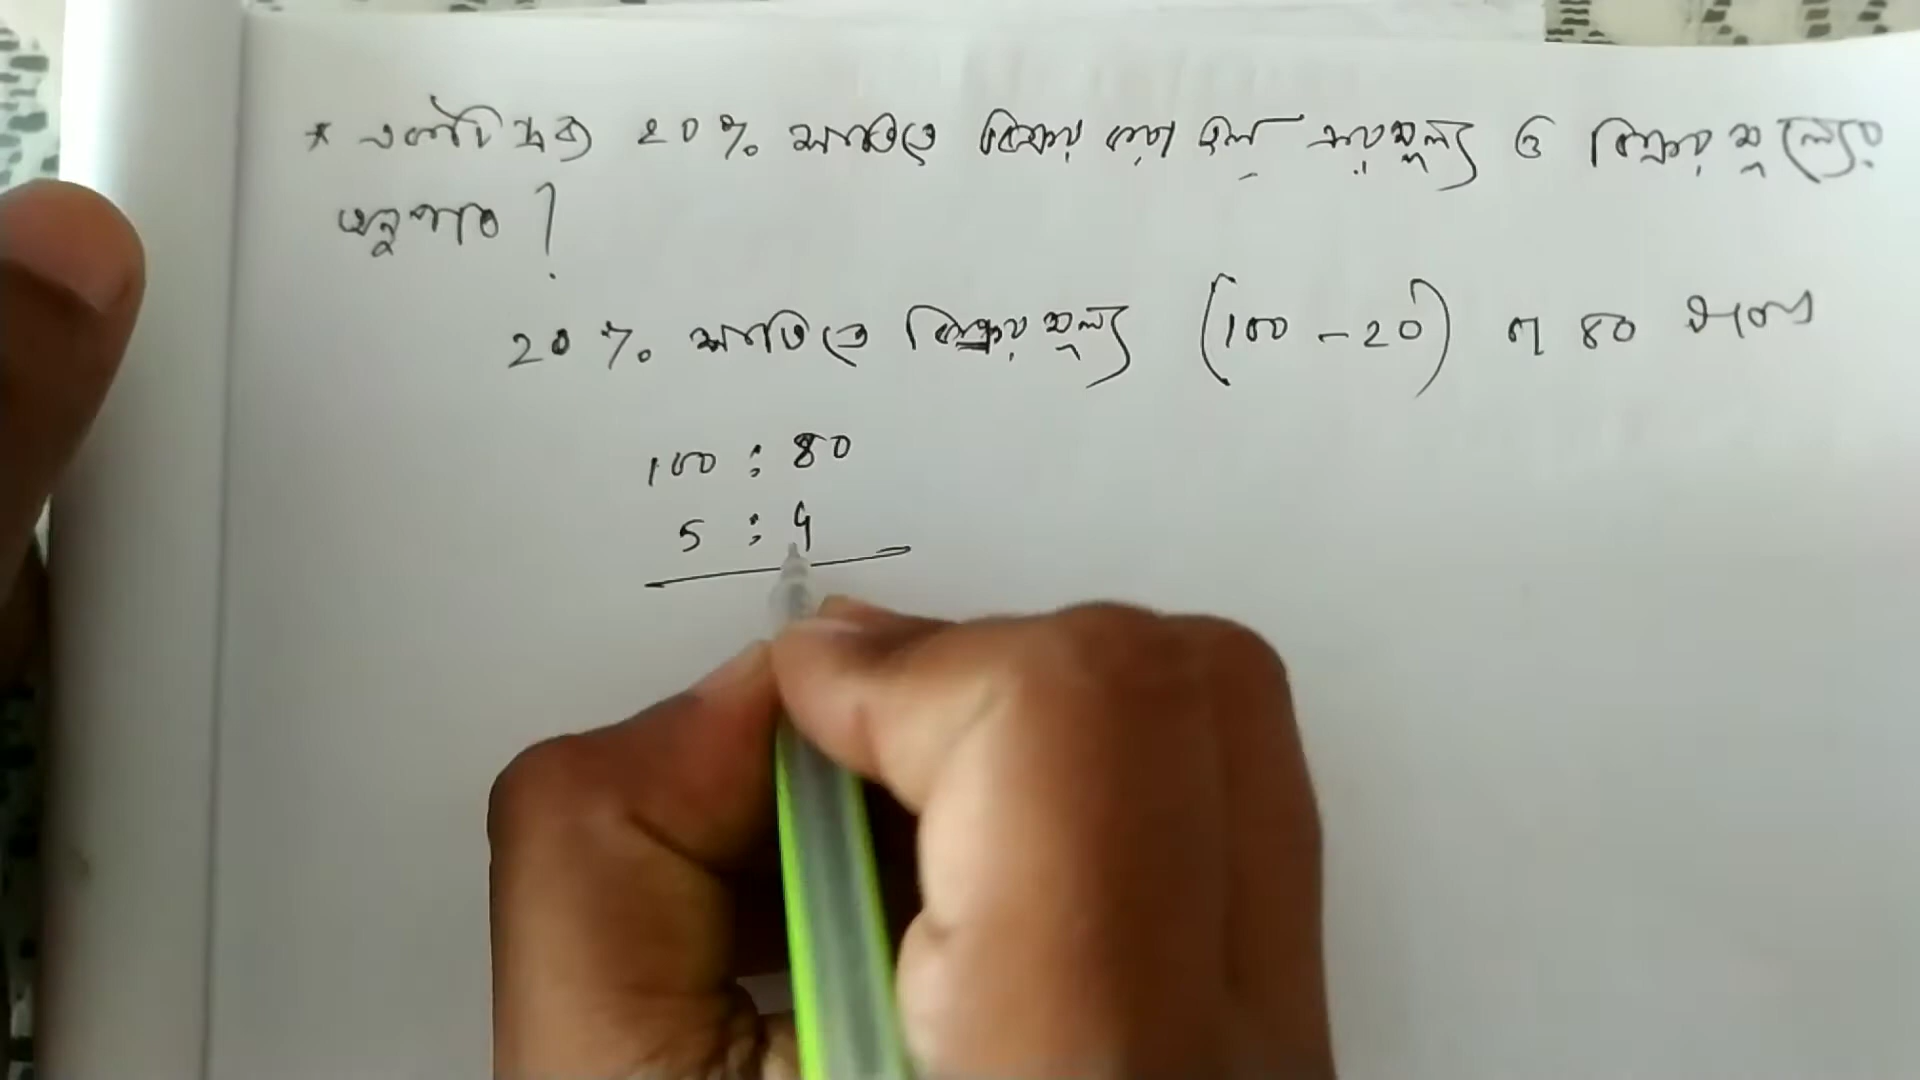 * একটি দ্রব্য 20% ক্ষতিতে বিক্রয় করা হল ক্রয়মূল্য ও বিক্রয় মূল্যের
অনুপাত ?
20% ক্ষতিতে বিক্রয়মূল্য (100 - 20) বা 80 টাকা
100 : 80
5 : 4